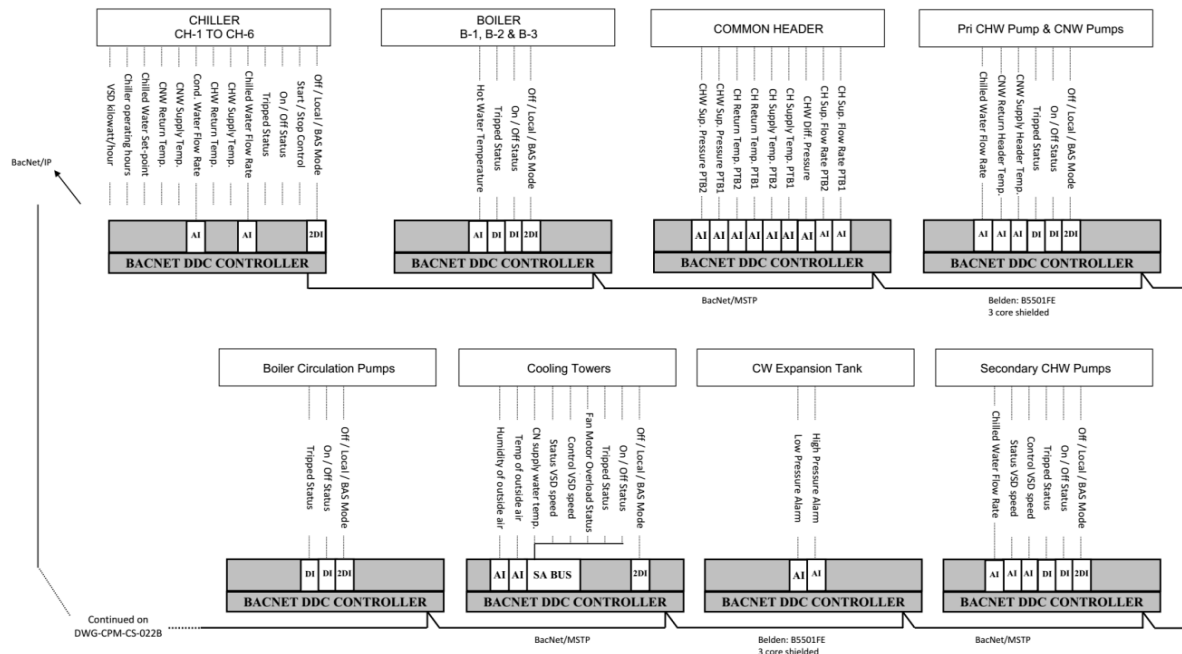 CHILLER
CH-1 TO CH-6
BOILER
B-1, B-2 & B-3
COMMON HEADER
Pri CHW Pump & CNW Pumps
VSD kilowatt/hour
Chiller operating hours
Chilled Water Set-point
CNW Return Temp.
CNW Supply Temp.
Cond. Water Flow Rate
CHW Return Temp.
CHW Supply Temp.
Chilled Water Flow Rate
Tripped Status
On / Off Status
Start / Stop Control
Off / Local / BAS Mode
Hot Water Temperature
Tripped Status
On / Off Status
Off / Local / BAS Mode
CHW Sup. Pressure PTB2
CHW Sup. Pressure PTB1
CH Return Temp. PTB2
CH Return Temp. PTB1
CH Supply Temp. PTB2
CH Supply Temp. PTB1
CHW Diff. Pressure
CH Sup. Flow Rate PTB2
CH Sup. Flow Rate PTB1
Chilled Water Flow Rate
CNW Return Header Temp.
CNW Supply Header Temp.
Tripped Status
On / Off Status
Off / Local / BAS Mode
BacNet/IP
AI AI 2DI
AI DI DI 2DI
AI AI AI AI AI AI AI AI AI
AI AI AI DI DI 2DI
BACNET DDC CONTROLLER
BACNET DDC CONTROLLER
BACNET DDC CONTROLLER
BACNET DDC CONTROLLER
BacNet/MSTP
Belden: B5501FE
3 core shielded
Boiler Circulation Pumps
Cooling Towers
CW Expansion Tank
Secondary CHW Pumps
Tripped Status
On / Off Status
Off / Local / BAS Mode
Humidity of outside air
Temp of outside air
CN supply water temp.
Status VSD speed
Control VSD speed
Fan Motor Overload Status
Tripped Status
On / Off Status
Off / Local / BAS Mode
Low Pressure Alarm
High Pressure Alarm
Chilled Water Flow Rate
Status VSD speed
Control VSD speed
Tripped Status
On / Off Status
Off / Local / BAS Mode
DI DI 2DI
AI AI SA BUS 2DI
AI AI
AI AI AI DI DI 2DI
BACNET DDC CONTROLLER
BACNET DDC CONTROLLER
BACNET DDC CONTROLLER
BACNET DDC CONTROLLER
Continued on
DWG-CPM-CS-022B
BacNet/MSTP
Belden: B5501FE
3 core shielded
BacNet/MSTP